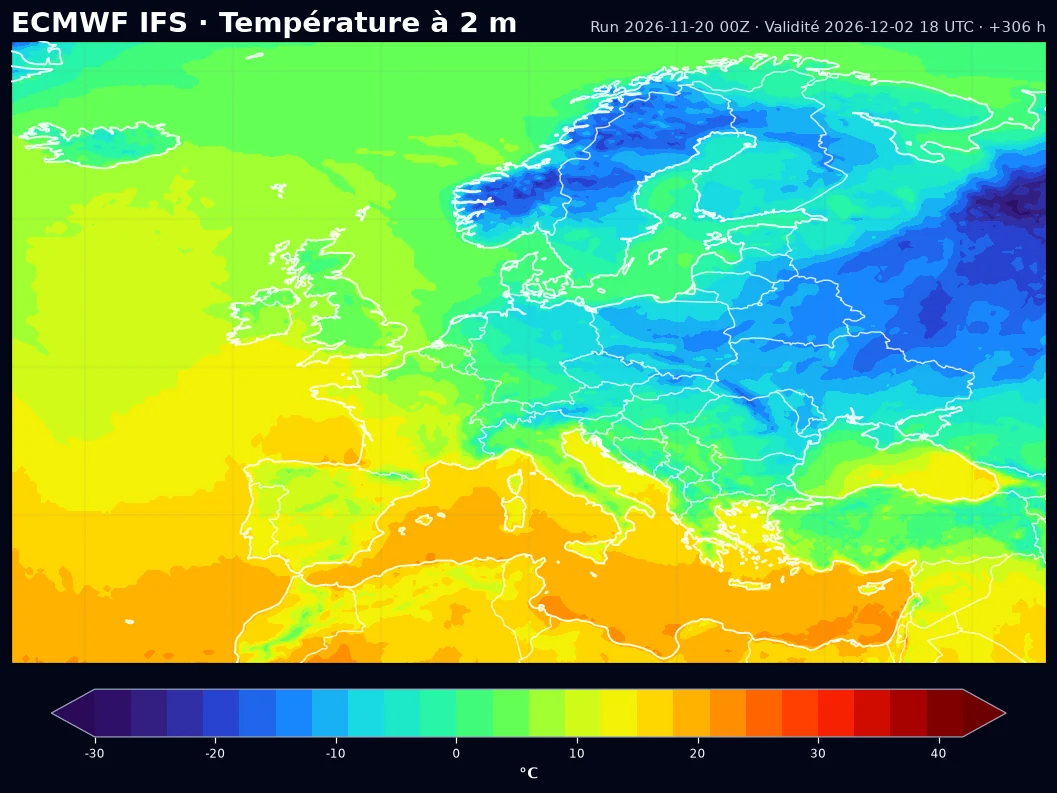 ECMWF IFS · Température à 2 m
Run 2026-11-20 00Z · Validité 2026-12-02 18 UTC · +306 h
-30 -20 -10 0 10 20 30 40
°C